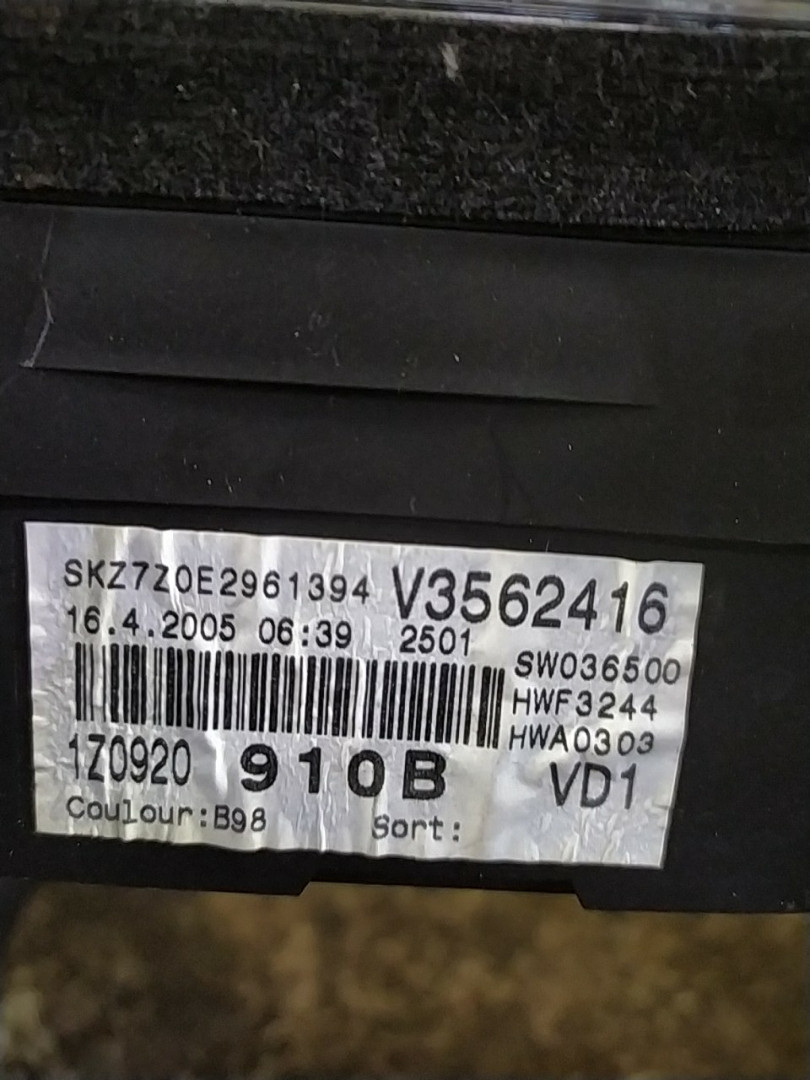 SKZ7Z0E2961394 V3562416
16.4.2005 06:39 2501
SW036500
HWF3244
HWA0303
1Z0920 910B VD1
Coulour:B98 Sort: